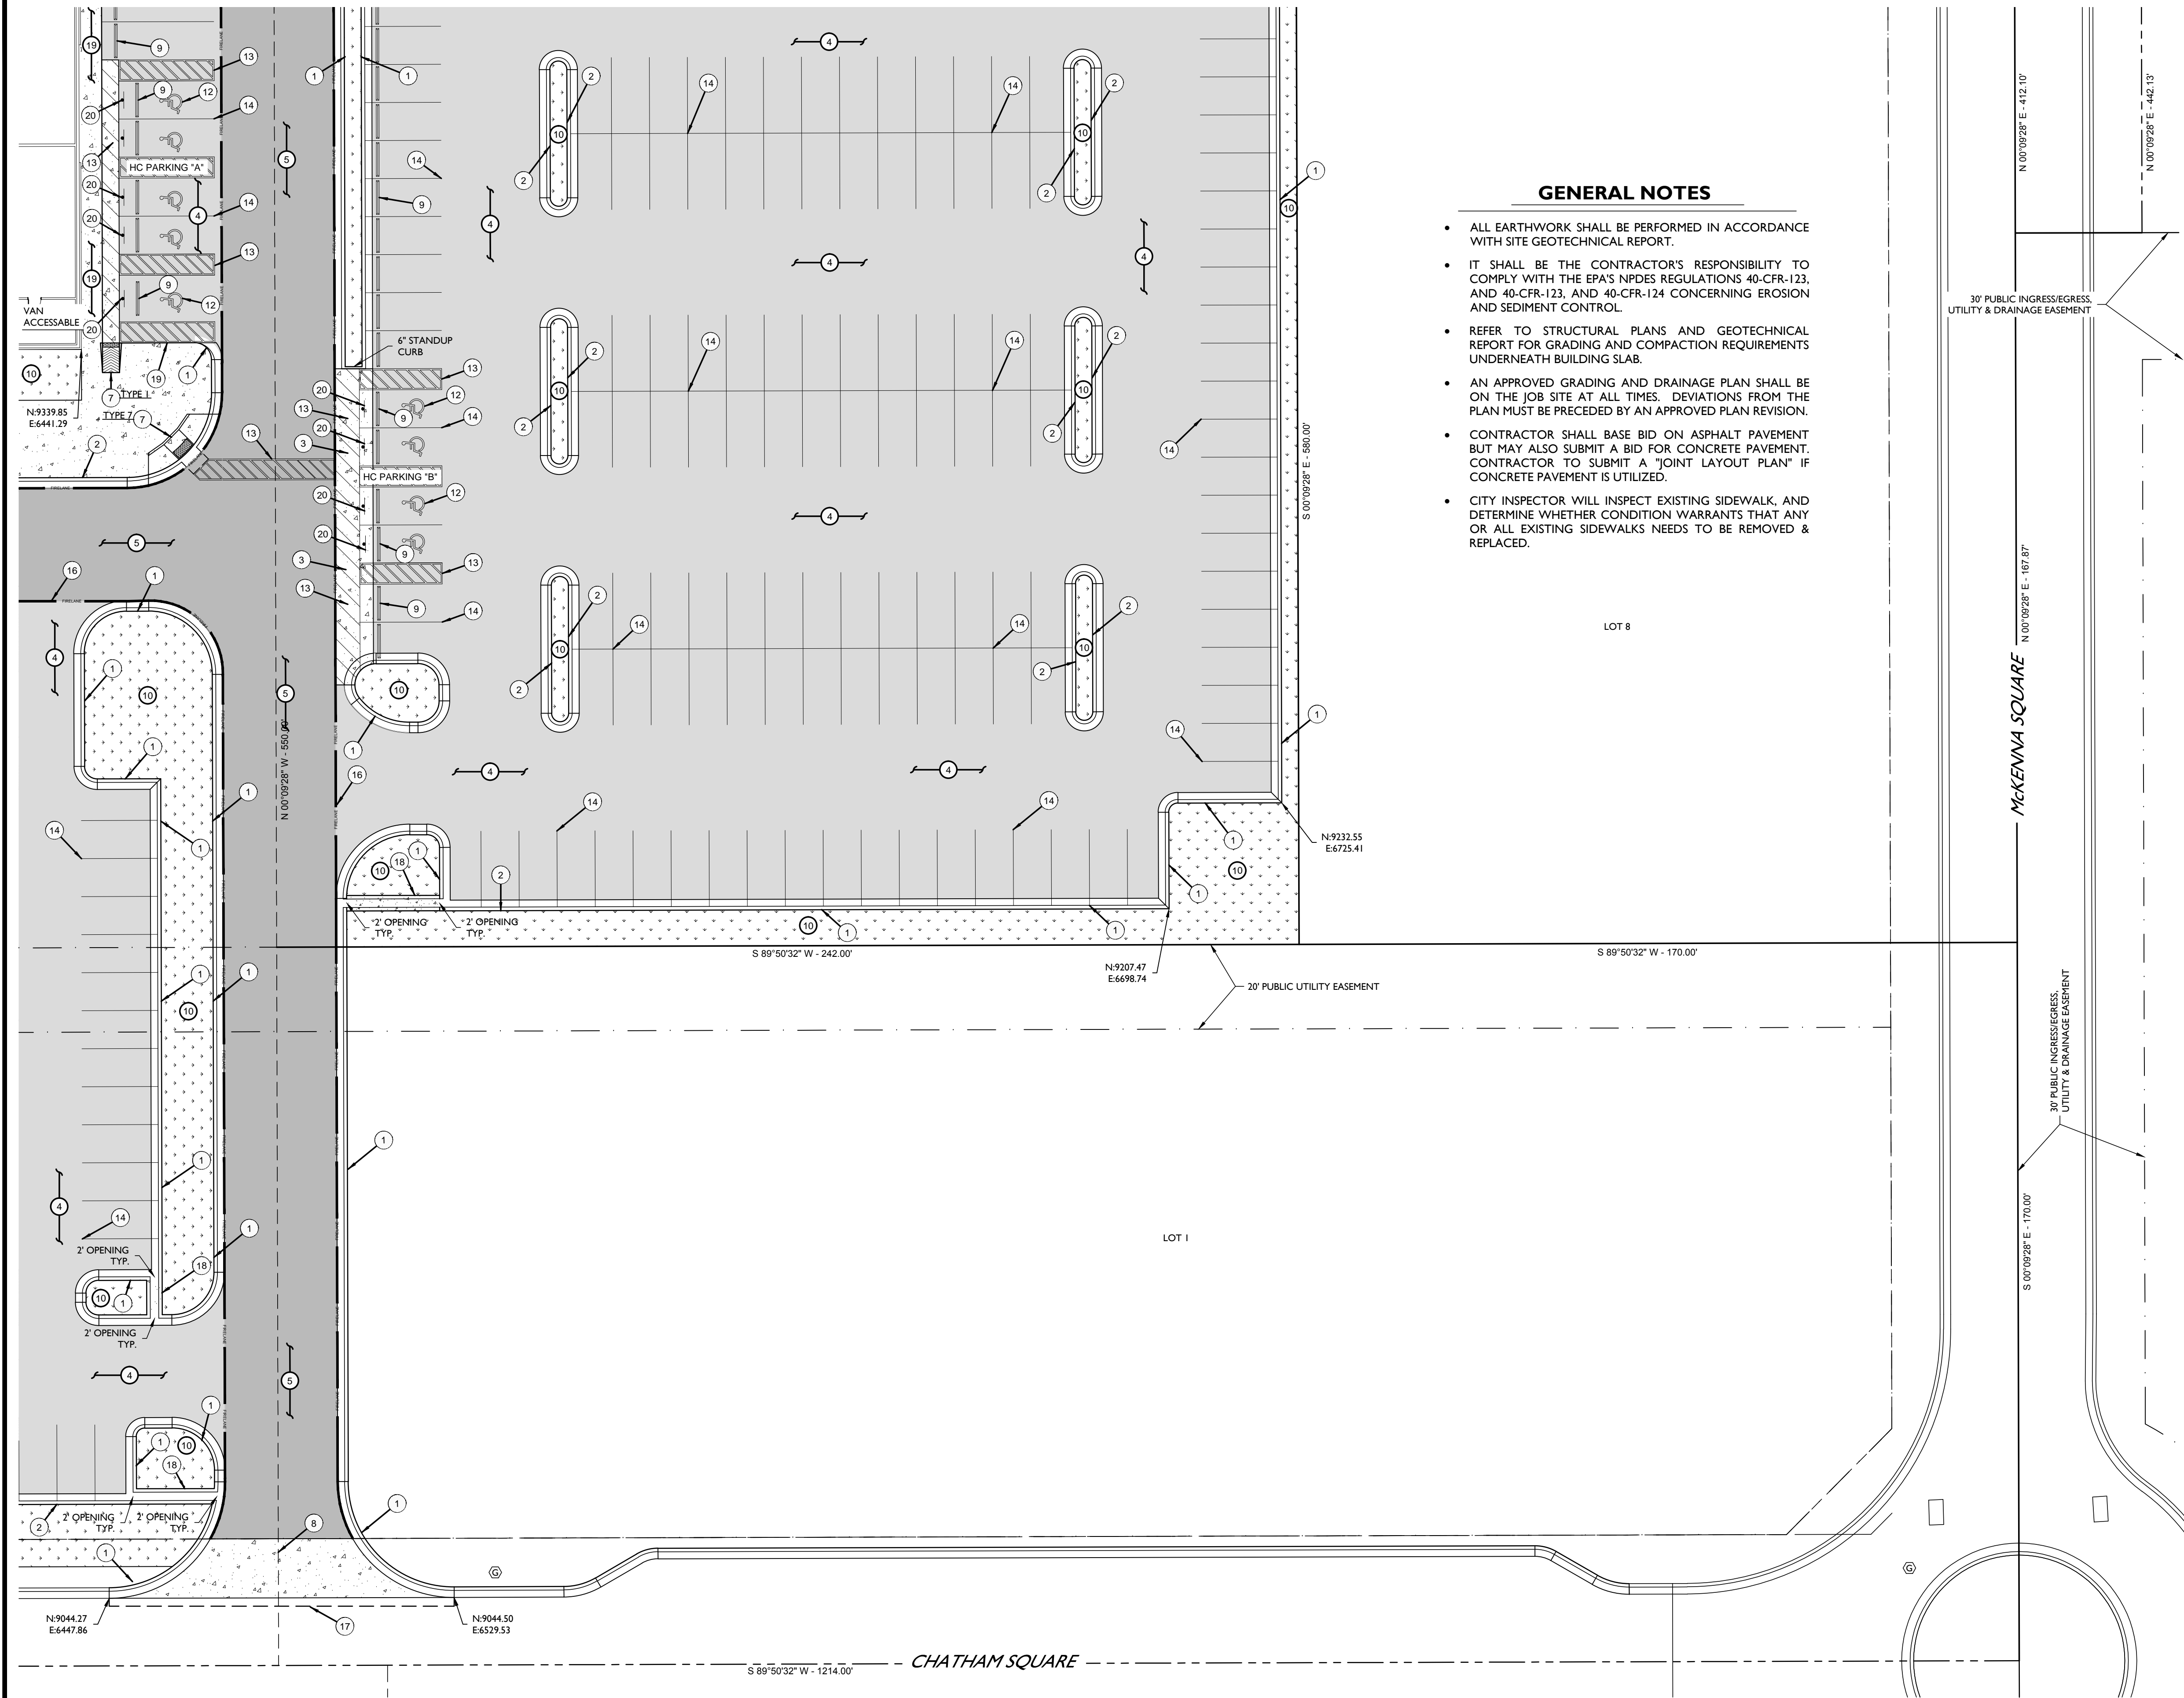 GENERAL NOTES
• ALL EARTHWORK SHALL BE PERFORMED IN ACCORDANCE
WITH SITE GEOTECHNICAL REPORT.
• IT SHALL BE THE CONTRACTOR'S RESPONSIBILITY TO
COMPLY WITH THE EPA'S NPDES REGULATIONS 40-CFR-123,
AND 40-CFR-123, AND 40-CFR-124 CONCERNING EROSION
AND SEDIMENT CONTROL.
• REFER TO STRUCTURAL PLANS AND GEOTECHNICAL
REPORT FOR GRADING AND COMPACTION REQUIREMENTS
UNDERNEATH BUILDING SLAB.
• AN APPROVED GRADING AND DRAINAGE PLAN SHALL BE
ON THE JOB SITE AT ALL TIMES. DEVIATIONS FROM THE
PLAN MUST BE PRECEDED BY AN APPROVED PLAN REVISION.
• CONTRACTOR SHALL BASE BID ON ASPHALT PAVEMENT
BUT MAY ALSO SUBMIT A BID FOR CONCRETE PAVEMENT.
CONTRACTOR TO SUBMIT A "JOINT LAYOUT PLAN" IF
CONCRETE PAVEMENT IS UTILIZED.
• CITY INSPECTOR WILL INSPECT EXISTING SIDEWALK, AND
DETERMINE WHETHER CONDITION WARRANTS THAT ANY
OR ALL EXISTING SIDEWALKS NEEDS TO BE REMOVED &
REPLACED.
HC PARKING "A"
VAN
ACCESSABLE
TYPE 1
TYPE 7
N:9339.85
E:6441.29
6" STANDUP
CURB
HC PARKING "B"
FIRELANE
N 00°09'28" W - 550.00'
S 00°09'28" E - 580.00'
N:9232.55
E:6725.41
2' OPENING
TYP.
2' OPENING
TYP.
S 89°50'32" W - 242.00'
N:9207.47
E:6698.74
20' PUBLIC UTILITY EASEMENT
S 89°50'32" W - 170.00'
LOT 8
LOT 1
N 00°09'28" E - 412.10'
N 00°09'28" E - 442.13'
30' PUBLIC INGRESS/EGRESS,
UTILITY & DRAINAGE EASEMENT
N 00°09'28" E - 167.87'
McKENNA SQUARE
30' PUBLIC INGRESS/EGRESS,
UTILITY & DRAINAGE EASEMENT
S 00°09'28" E - 170.00'
2' OPENING
TYP.
2' OPENING
TYP.
2' OPENING
TYP.
2' OPENING
TYP.
N:9044.27
E:6447.86
N:9044.50
E:6529.53
G
G
S 89°50'32" W - 1214.00'
CHATHAM SQUARE